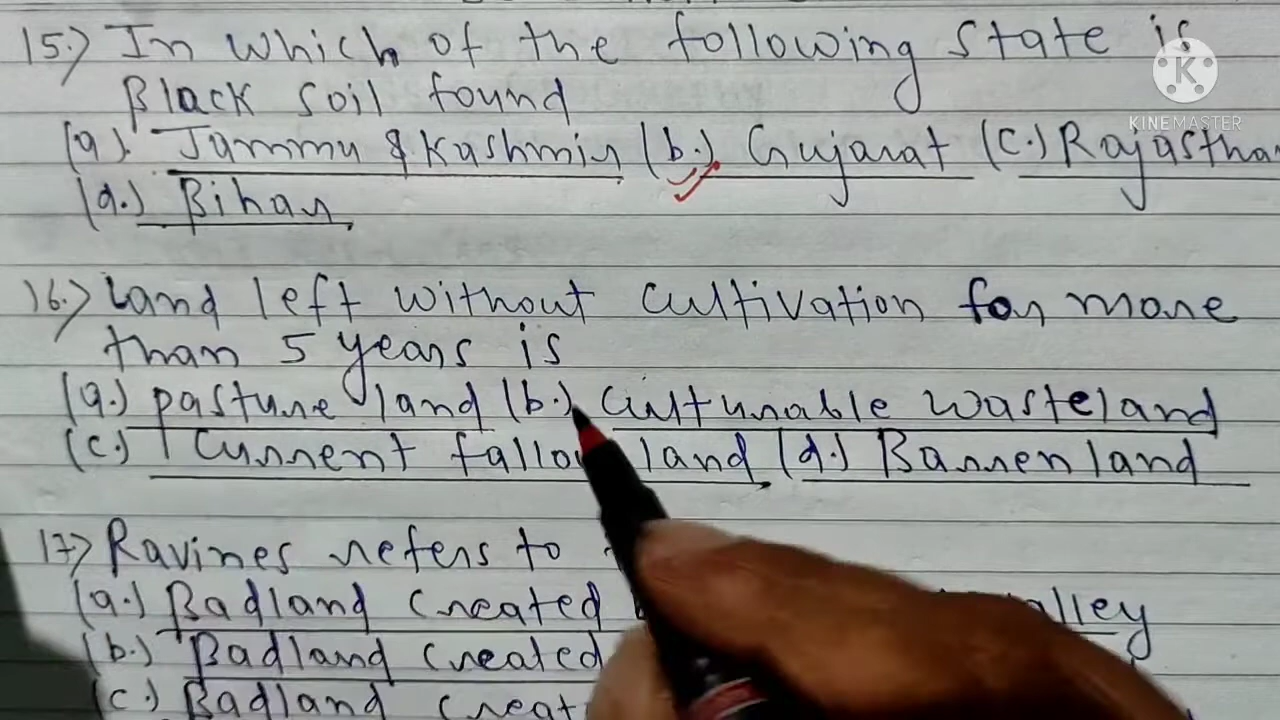 15.) In which of the following state is
Black soil found
(a). Jammu & Kashmir (b.) Gujarat (c.) Rajasthan
(d.) Bihar
16.) Land left without cultivation for more
than 5 years is
(a.) pasture land (b.) Culturable wasteland
(c.) Current fallow land (d.) Barren land
17.) Ravines refers to
(a.) Badland created valley
(b.) Badland created
(c.) Badland creat
K
KINEMASTER